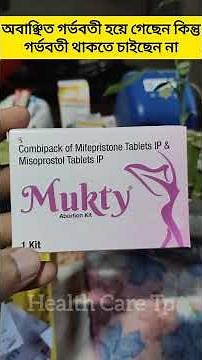 অবাঞ্ছিত গর্ভবতী হয়ে গেছেন কিন্তু
গর্ভবতী থাকতে চাইছেন না
Combipack of Mifepristone Tablets IP &
Misoprostol Tablets IP
Mukty
Abortion Kit
1 Kit
Health Care Tp